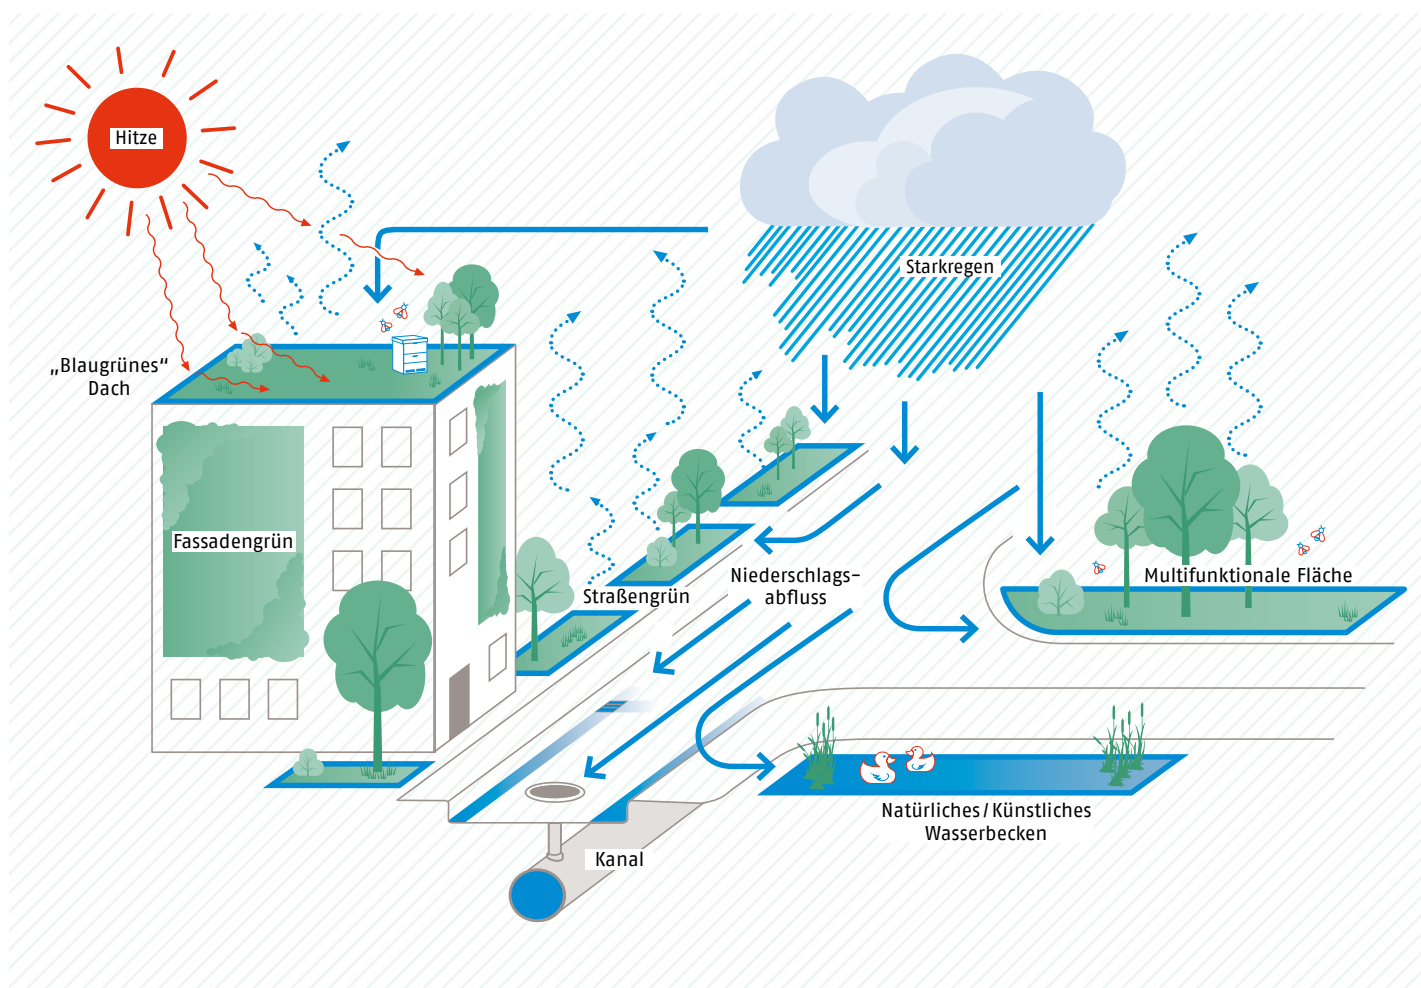 Hitze
Starkregen
„Blaugrünes“
Dach
Fassadengrün
Straßengrün
Niederschlags-
abfluss
Multifunktionale Fläche
Natürliches/Künstliches
Wasserbecken
Kanal